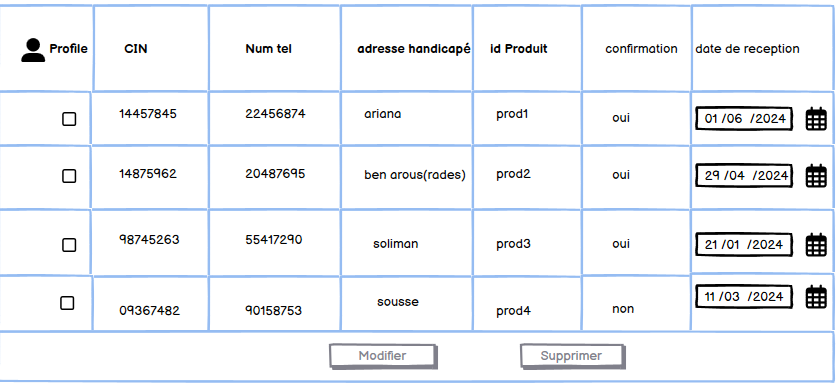 Profile CIN Num tel adresse handicapé id Produit confirmation date de reception
14457845 22456874 ariana prod1 oui 01 /06 /2024
14875962 20487695 ben arous(rades) prod2 oui 29 /04 /2024
98745263 55417290 soliman prod3 oui 21 /01 /2024
09367482 90158753 sousse prod4 non 11 /03 /2024
Modifier Supprimer